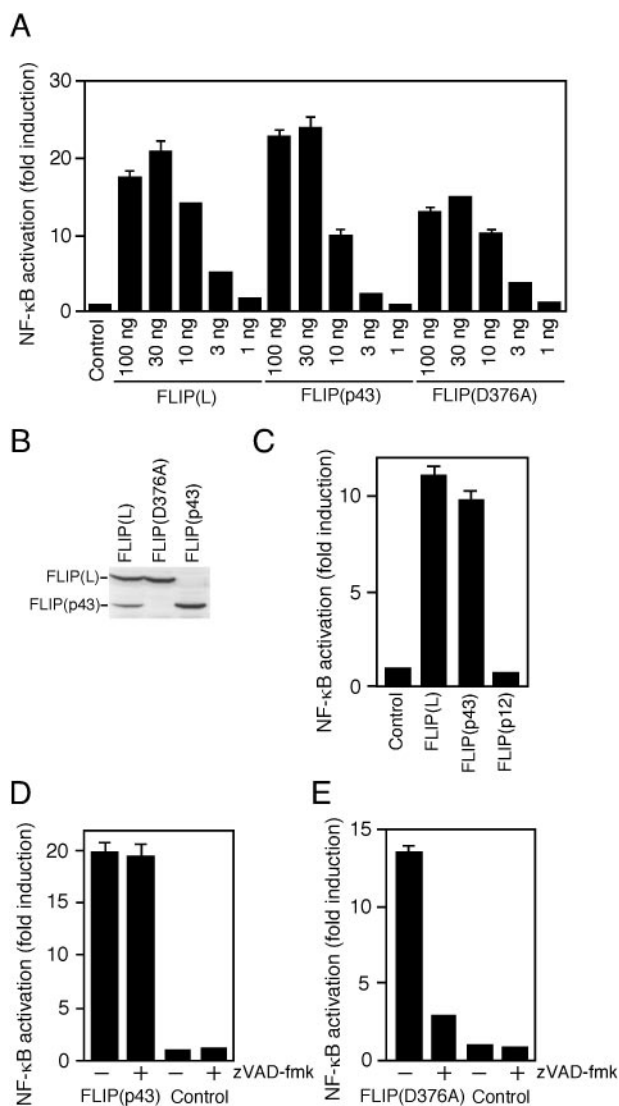 A
NF-κB activation (fold induction)
30
20
10
0
Control
100 ng
30 ng
10 ng
3 ng
1 ng
100 ng
30 ng
10 ng
3 ng
1 ng
100 ng
30 ng
10 ng
3 ng
1 ng
FLIP(L) FLIP(p43) FLIP(D376A)
B
FLIP(L)
FLIP(D376A)
FLIP(p43)
FLIP(L)
FLIP(p43)
C
NF-κB activation (fold induction)
10
5
0
Control
FLIP(L)
FLIP(p43)
FLIP(p12)
D
NF-κB activation (fold induction)
20
15
10
5
0
− + − + zVAD-fmk
FLIP(p43) Control
E
NF-κB activation (fold induction)
15
10
5
0
− + − + zVAD-fmk
FLIP(D376A) Control